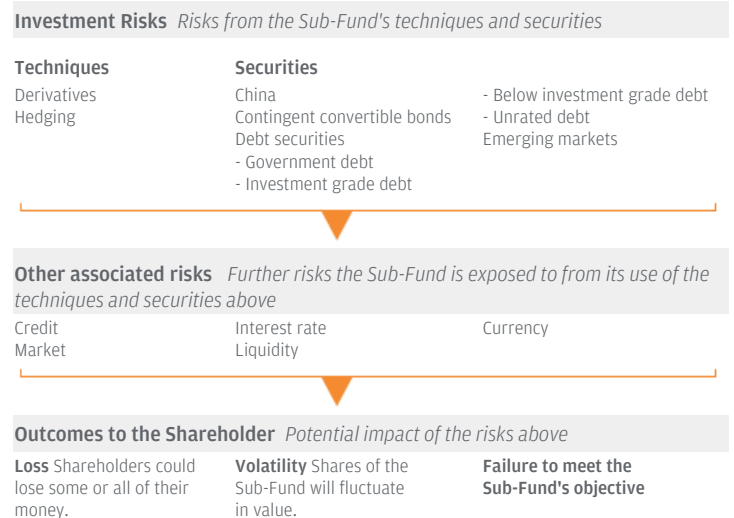 Investment Risks Risks from the Sub-Fund's techniques and securities
Techniques
Derivatives
Hedging
Securities
China
Contingent convertible bonds
Debt securities
- Government debt
- Investment grade debt
- Below investment grade debt
- Unrated debt
Emerging markets
Other associated risks Further risks the Sub-Fund is exposed to from its use of the
techniques and securities above
Credit
Market
Interest rate
Liquidity
Currency
Outcomes to the Shareholder Potential impact of the risks above
Loss Shareholders could
lose some or all of their
money.
Volatility Shares of the
Sub-Fund will fluctuate
in value.
Failure to meet the
Sub-Fund's objective